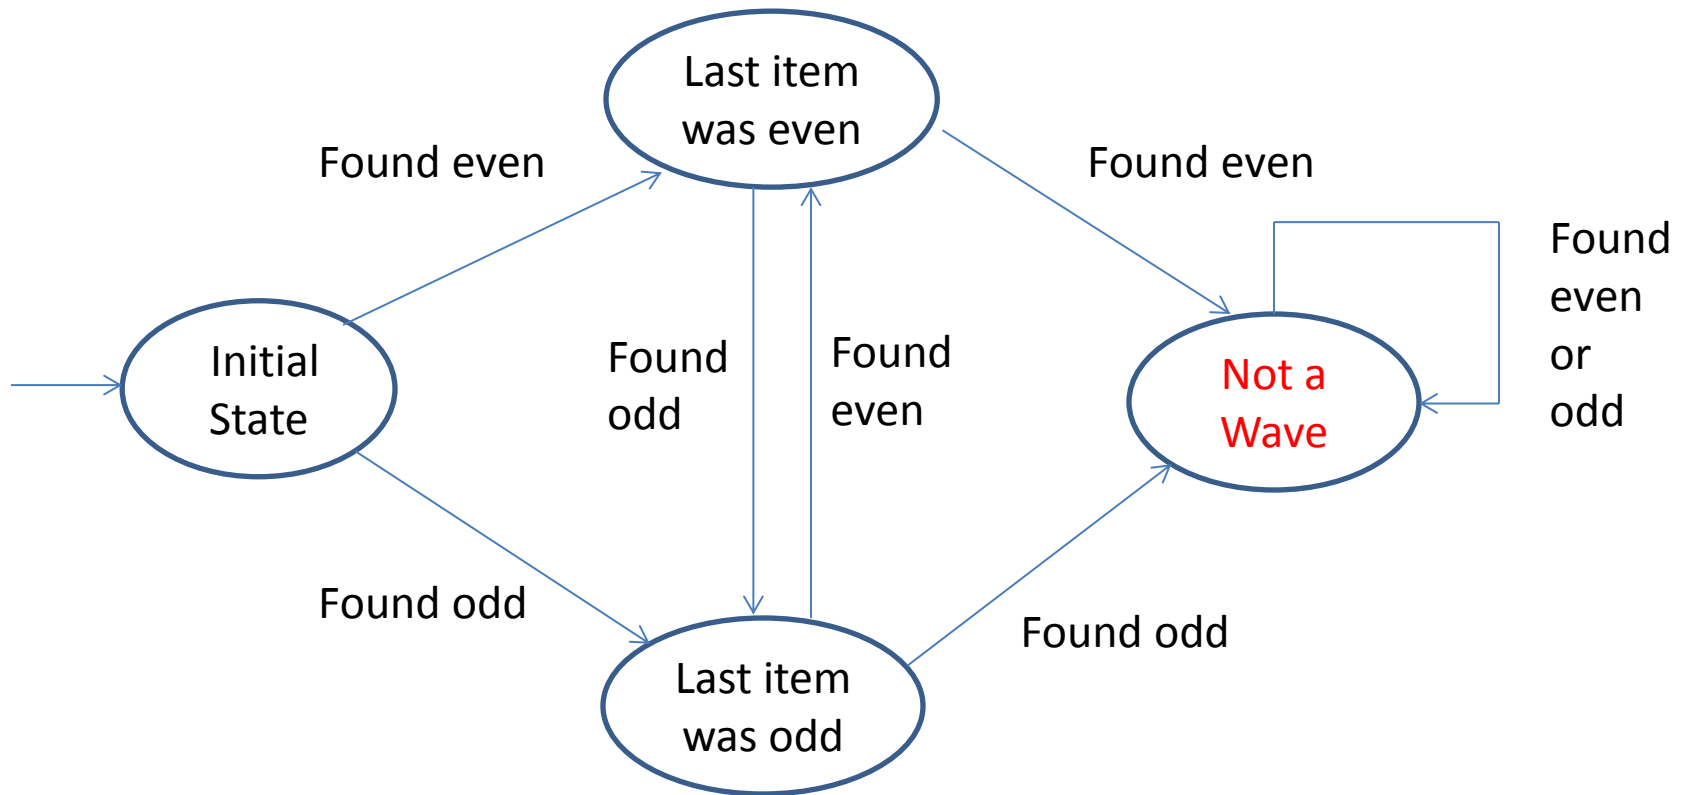 Last item
was even
Found even
Found even
Found
even
or
odd
Initial
State
Found
odd
Found
even
Not a
Wave
Found odd
Found odd
Last item
was odd